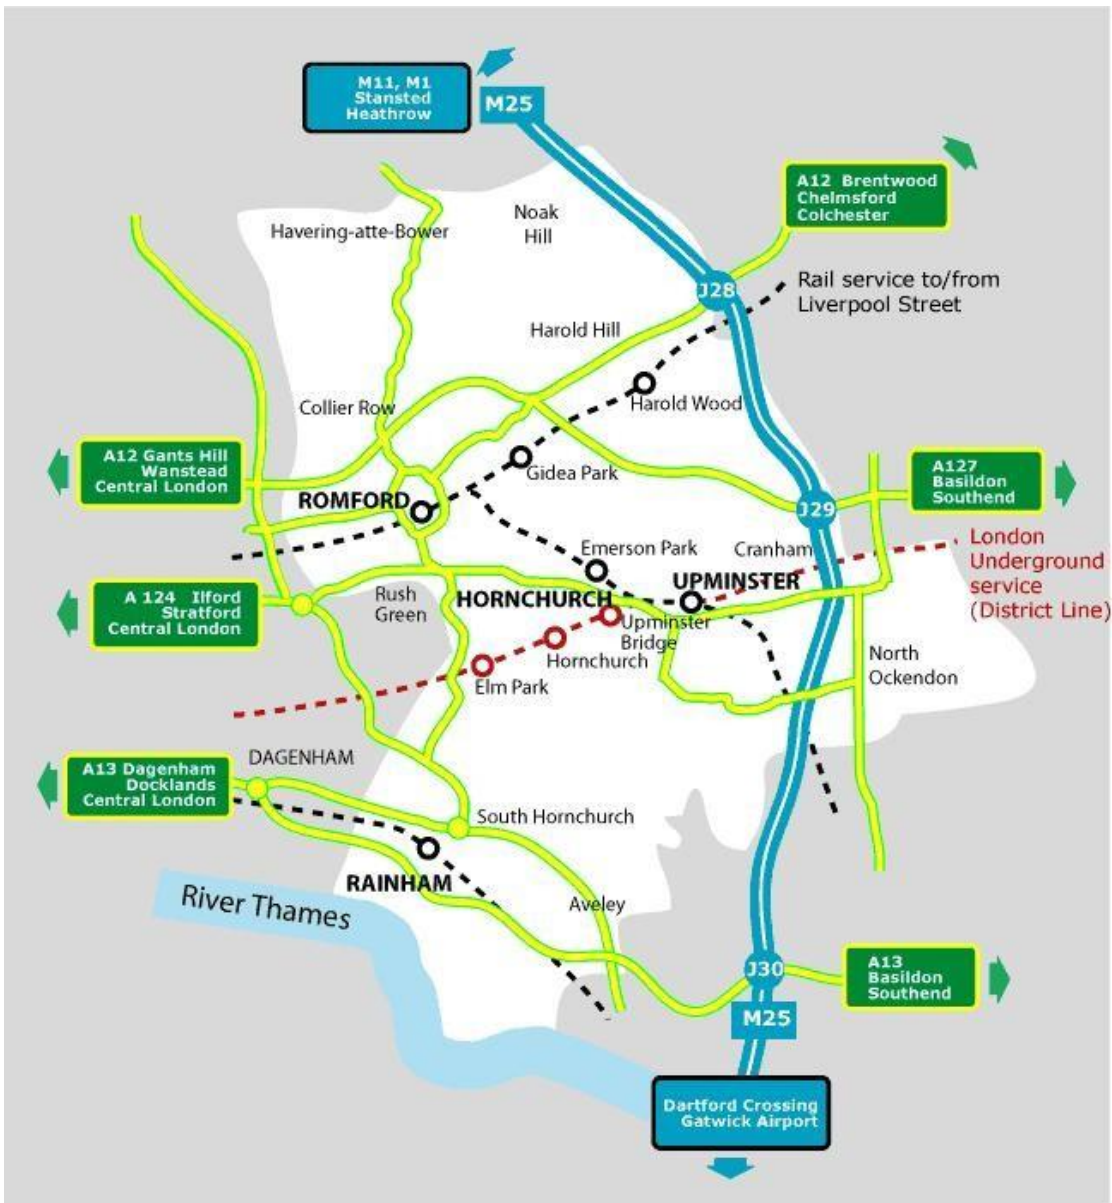 M11, M1
Stansted
Heathrow
M25
A12 Brentwood
Chelmsford
Colchester
Noak
Hill
Havering-atte-Bower
J28
Rail service to/from
Liverpool Street
Harold Hill
Harold Wood
Collier Row
A12 Gants Hill
Wanstead
Central London
Gidea Park
A127
Basildon
Southend
ROMFORD
J29
Emerson Park
Cranham
London
Underground
service
(District Line)
UPMINSTER
A 124 Ilford
Stratford
Central London
Rush
Green
HORNCHURCH
Upminster
Bridge
Hornchurch
North
Ockendon
Elm Park
DAGENHAM
A13 Dagenham
Docklands
Central London
South Hornchurch
RAINHAM
River Thames
Aveley
J30
A13
Basildon
Southend
M25
Dartford Crossing
Gatwick Airport